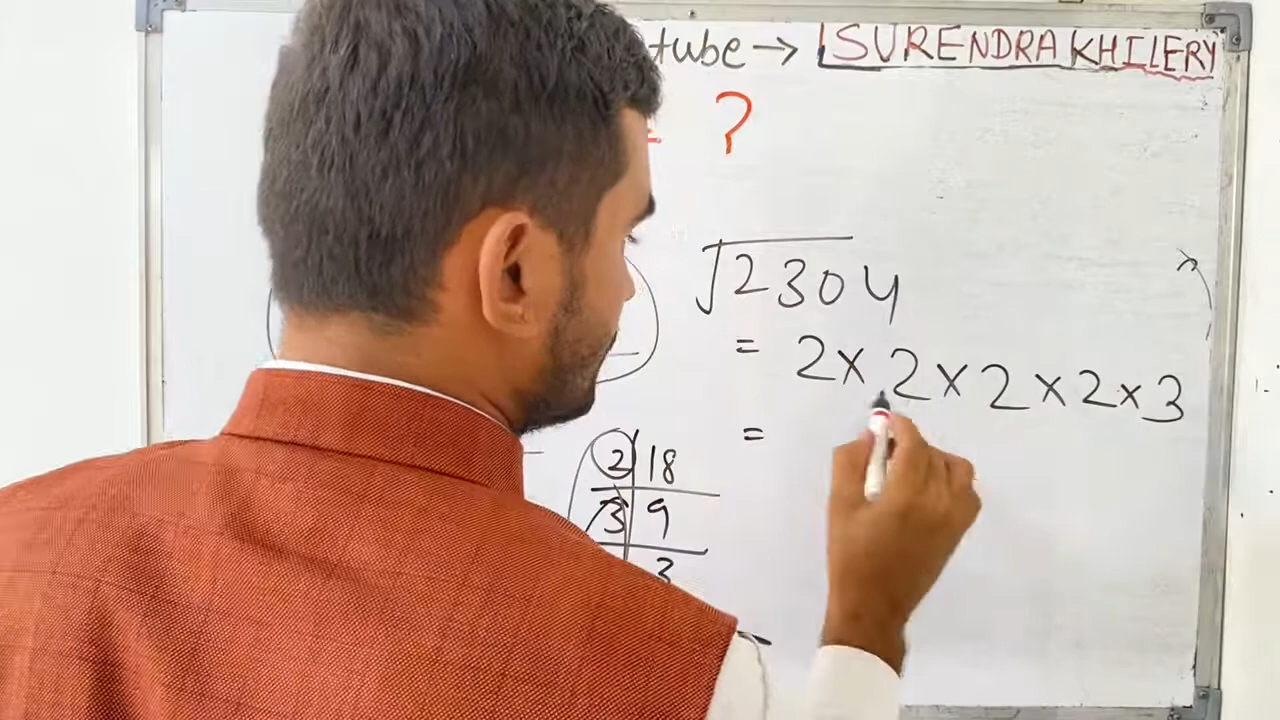 tube → SURENDRA KHILERY
= ?
√2304
= 2 × 2 × 2 × 2 × 3
=
2 | 18
3 | 9
3